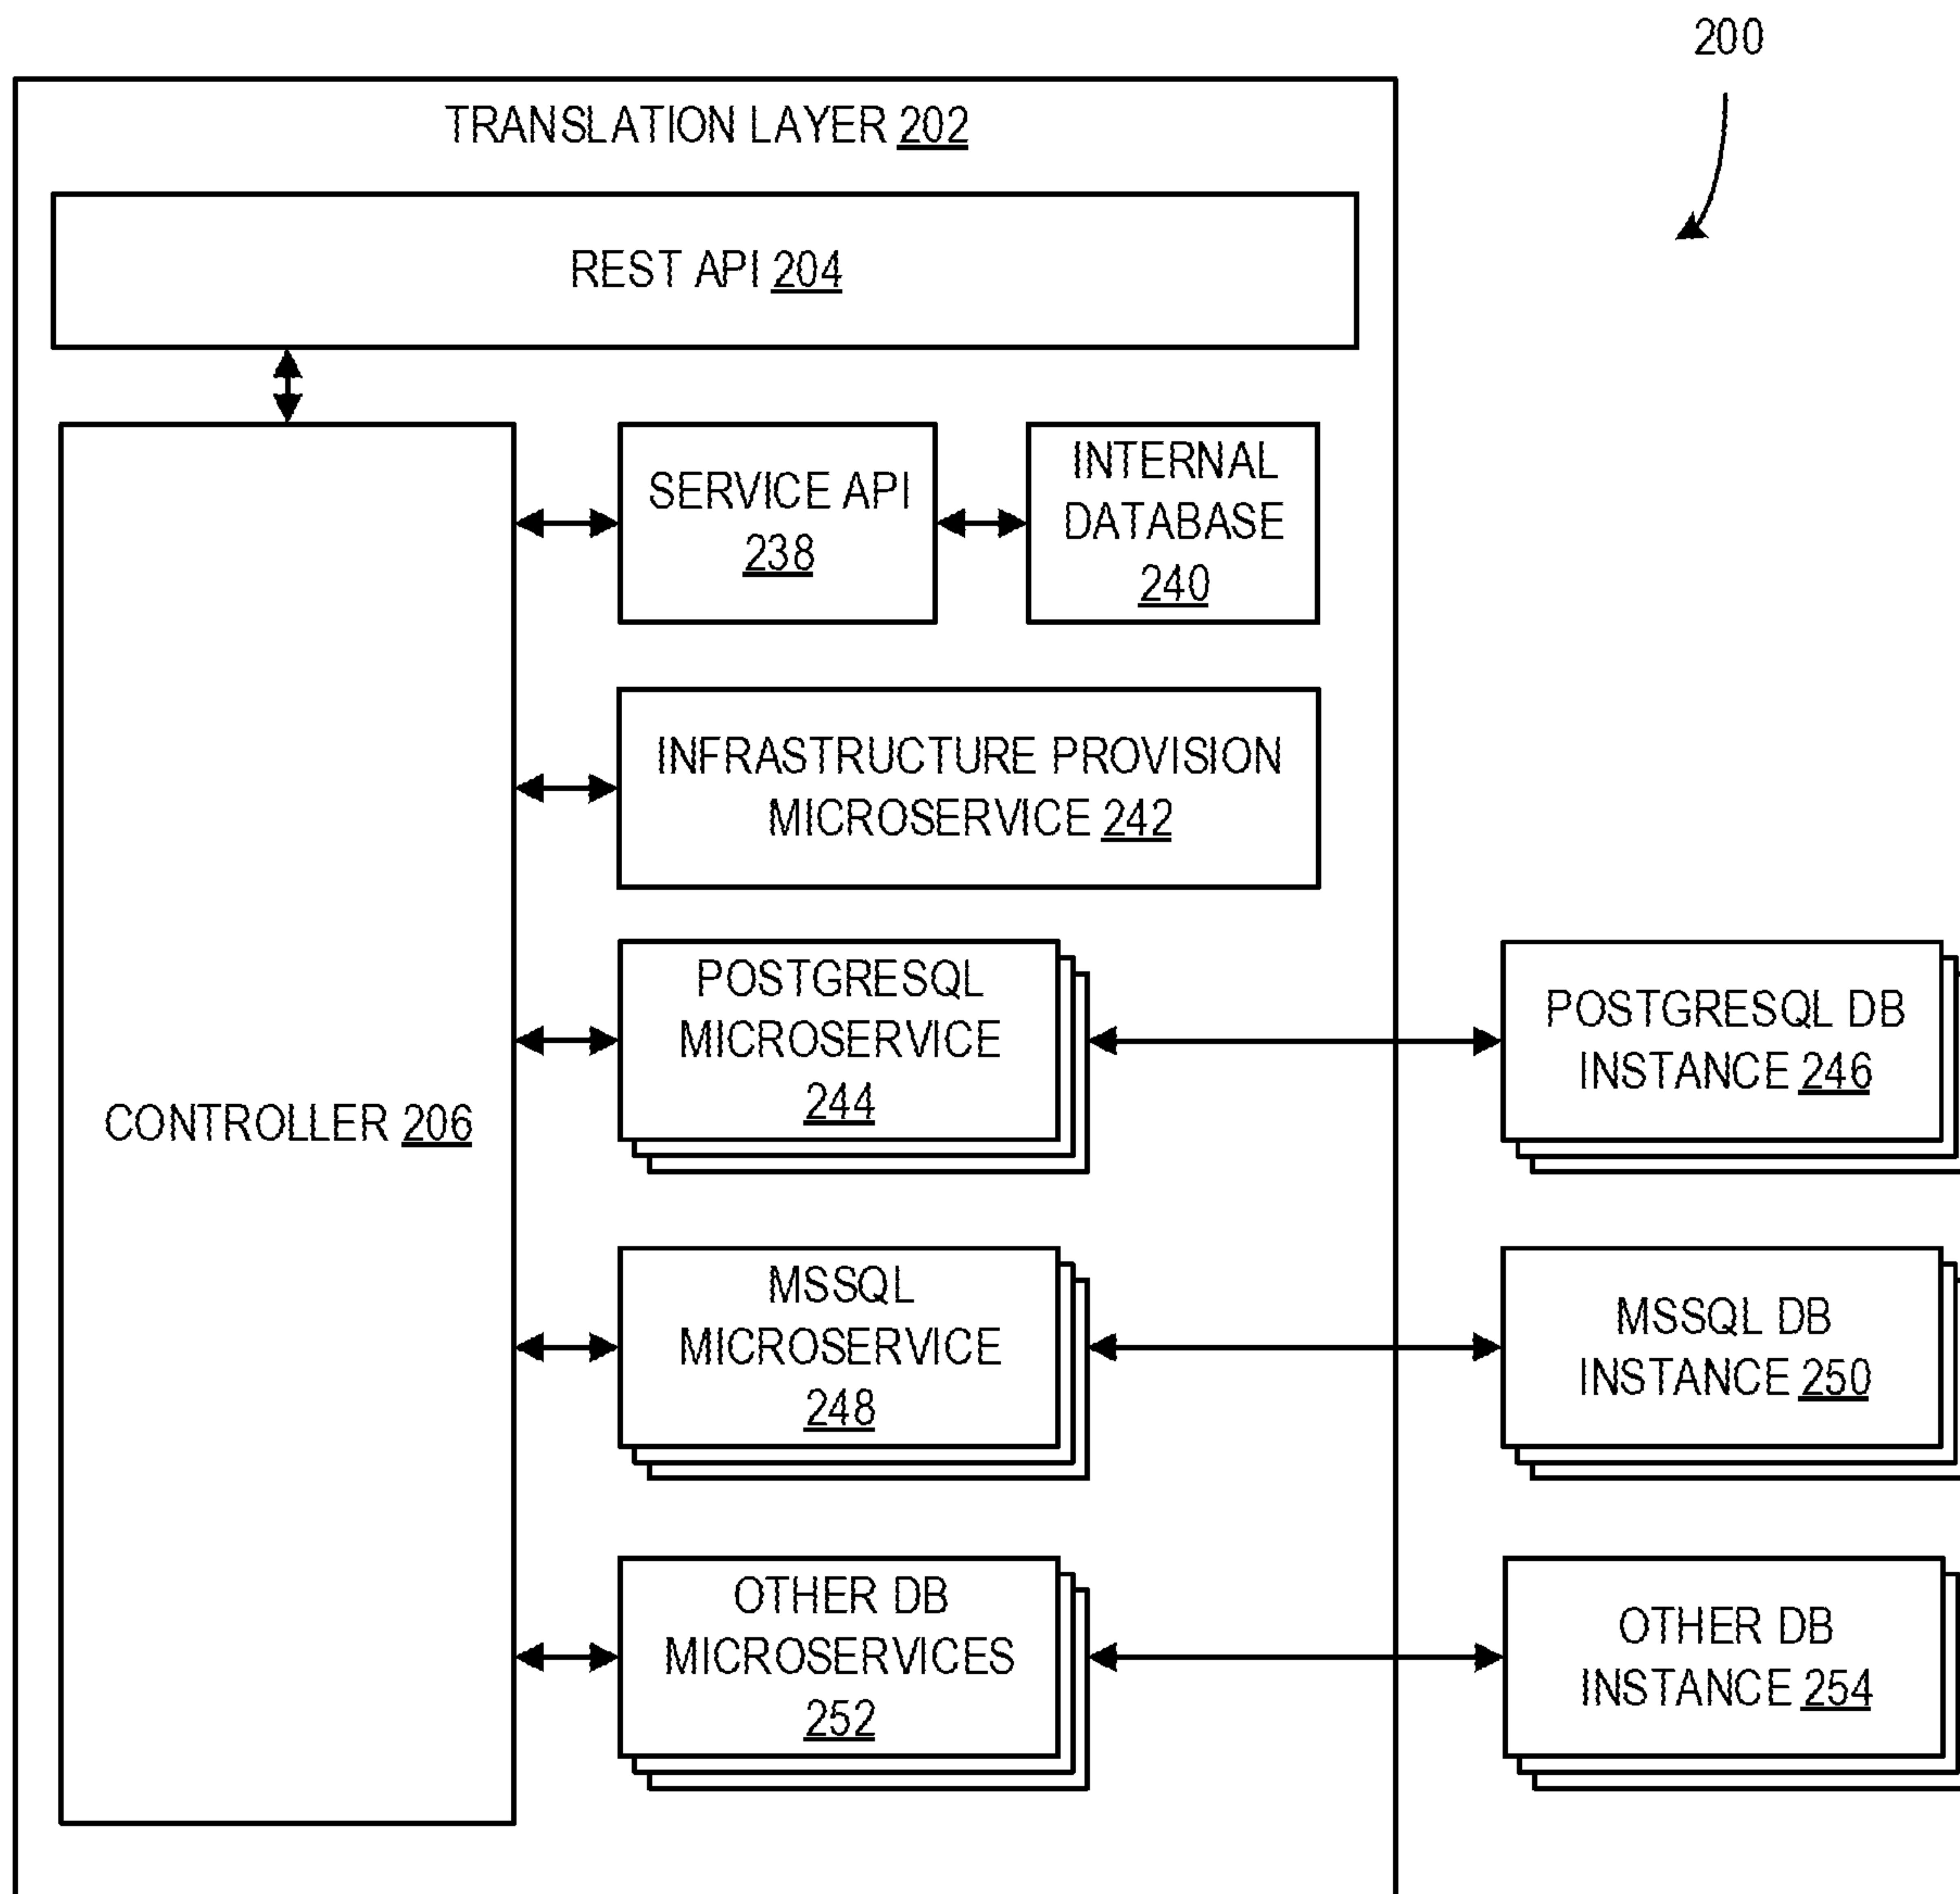 200
TRANSLATION LAYER 202
REST API 204
SERVICE API
238
INTERNAL
DATABASE
240
INFRASTRUCTURE PROVISION
MICROSERVICE 242
CONTROLLER 206
POSTGRESQL
MICROSERVICE
244
POSTGRESQL DB
INSTANCE 246
MSSQL
MICROSERVICE
248
MSSQL DB
INSTANCE 250
OTHER DB
MICROSERVICES
252
OTHER DB
INSTANCE 254